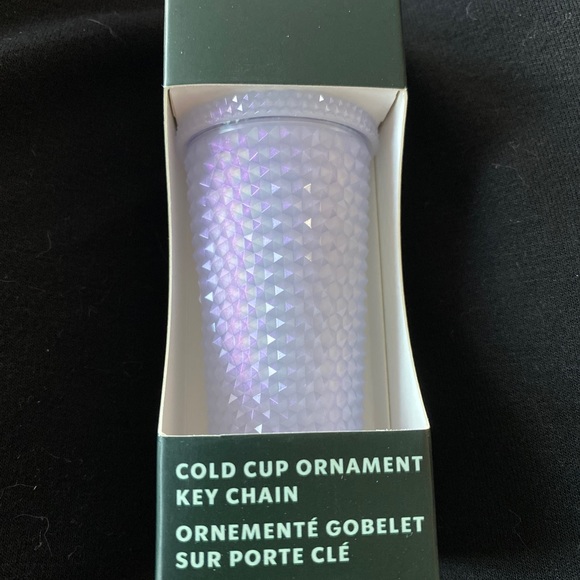 COLD CUP ORNAMENT
KEY CHAIN
ORNEMENTÉ GOBELET
SUR PORTE CLÉ